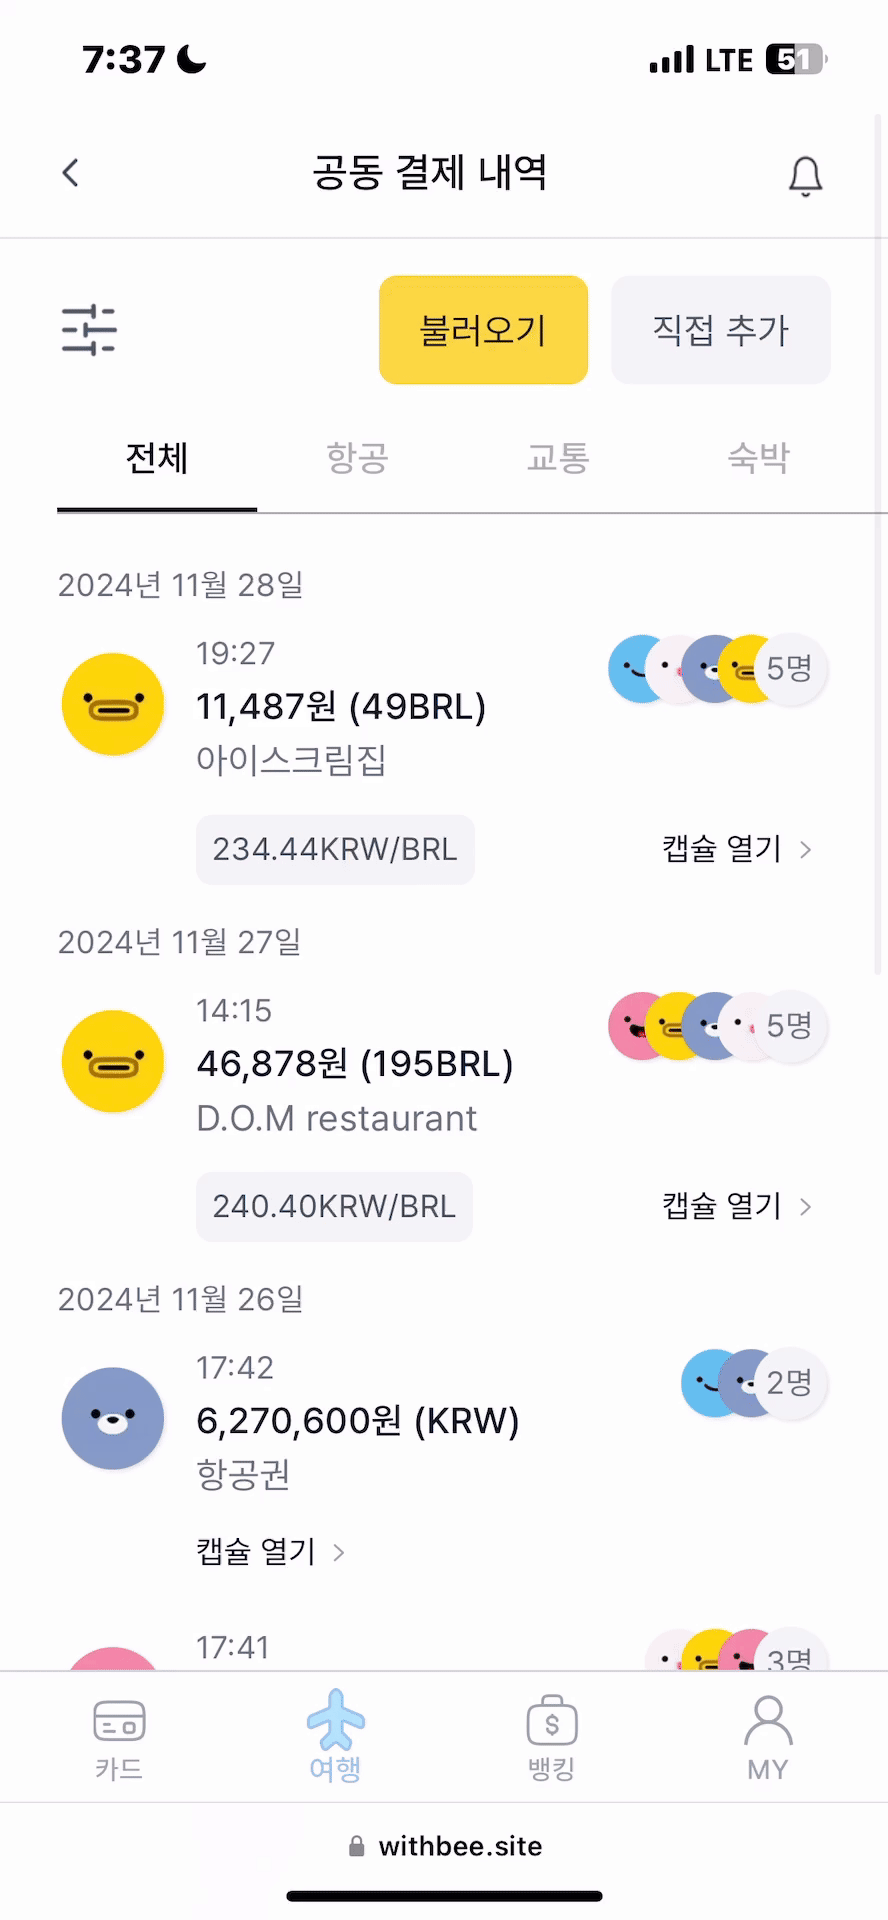 7:37
LTE 51
공동 결제 내역
불러오기
직접 추가
전체 항공 교통 숙박
2024년 11월 28일
19:27
5명
11,487원 (49BRL)
아이스크림집
234.44KRW/BRL
캡슐 열기
2024년 11월 27일
14:15
5명
46,878원 (195BRL)
D.O.M restaurant
240.40KRW/BRL
캡슐 열기
2024년 11월 26일
17:42
2명
6,270,600원 (KRW)
항공권
캡슐 열기
17:41
3명
$
카드 여행 뱅킹 MY
withbee.site